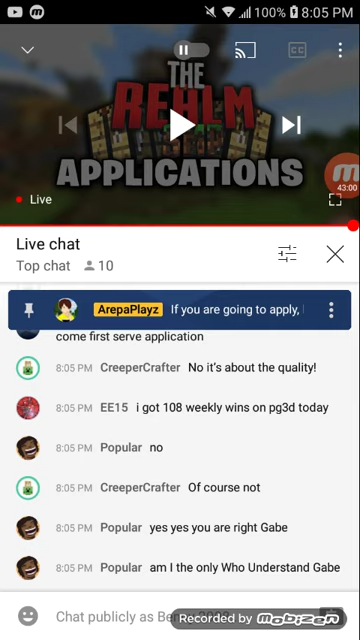 100% 8:05 PM
CC
THE
REALM
APPLICATIONS
43:00
Live
Live chat
Top chat 10
ArepaPlayz If you are going to apply,
come first serve application
8:05 PM CreeperCrafter No it's about the quality!
8:05 PM EE15 i got 108 weekly wins on pg3d today
8:05 PM Popular no
8:05 PM CreeperCrafter Of course not
8:05 PM Popular yes yes you are right Gabe
8:05 PM Popular am I the only Who Understand Gabe
Chat publicly as
Recorded by Mobizen